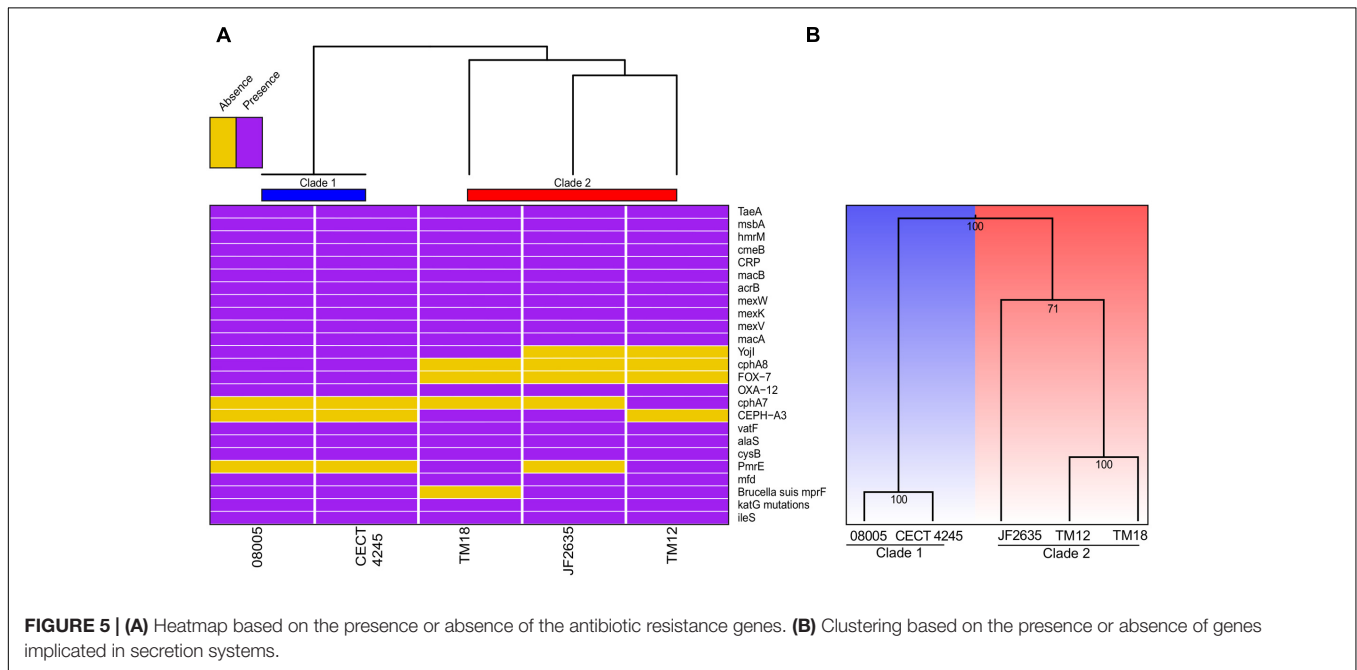 A
B
Absence
Presence
Clade 1
Clade 2
TaeA
msbA
hmrM
cmeB
CRP
macB
acrB
mexW
mexK
mexV
macA
YojI
cphA8
FOX−7
OXA−12
cphA7
CEPH−A3
vatF
alaS
cysB
PmrE
mfd
Brucella suis mprF
katG mutations
ileS
08005
CECT
4245
TM18
JF2635
TM12
100
71
100
100
08005 CECT 4245 JF2635 TM12 TM18
Clade 1 Clade 2
FIGURE 5 | (A) Heatmap based on the presence or absence of the antibiotic resistance genes. (B) Clustering based on the presence or absence of genes
implicated in secretion systems.